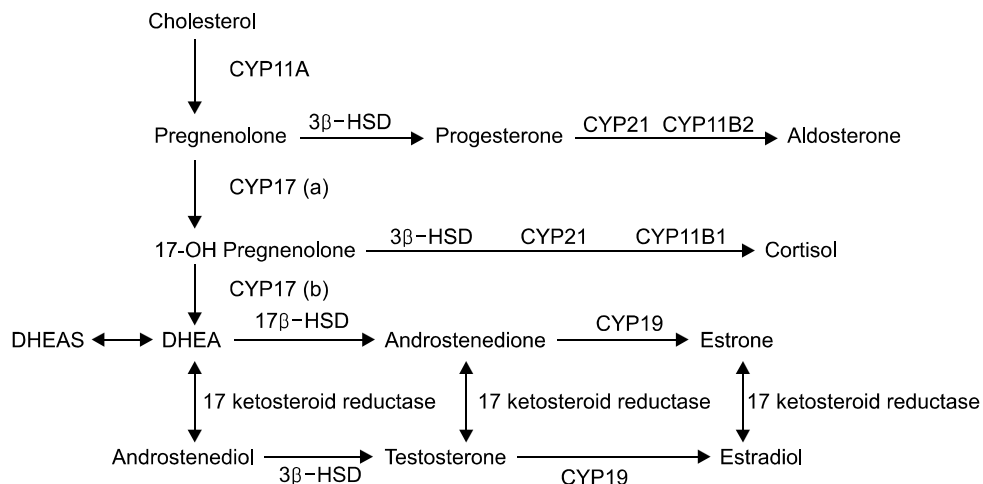 Cholesterol
CYP11A
Pregnenolone 3β−HSD Progesterone CYP21 CYP11B2 Aldosterone
CYP17 (a)
17-OH Pregnenolone 3β−HSD CYP21 CYP11B1 Cortisol
CYP17 (b)
DHEAS DHEA 17β−HSD Androstenedione CYP19 Estrone
17 ketosteroid reductase 17 ketosteroid reductase 17 ketosteroid reductase
Androstenediol 3β−HSD Testosterone CYP19 Estradiol